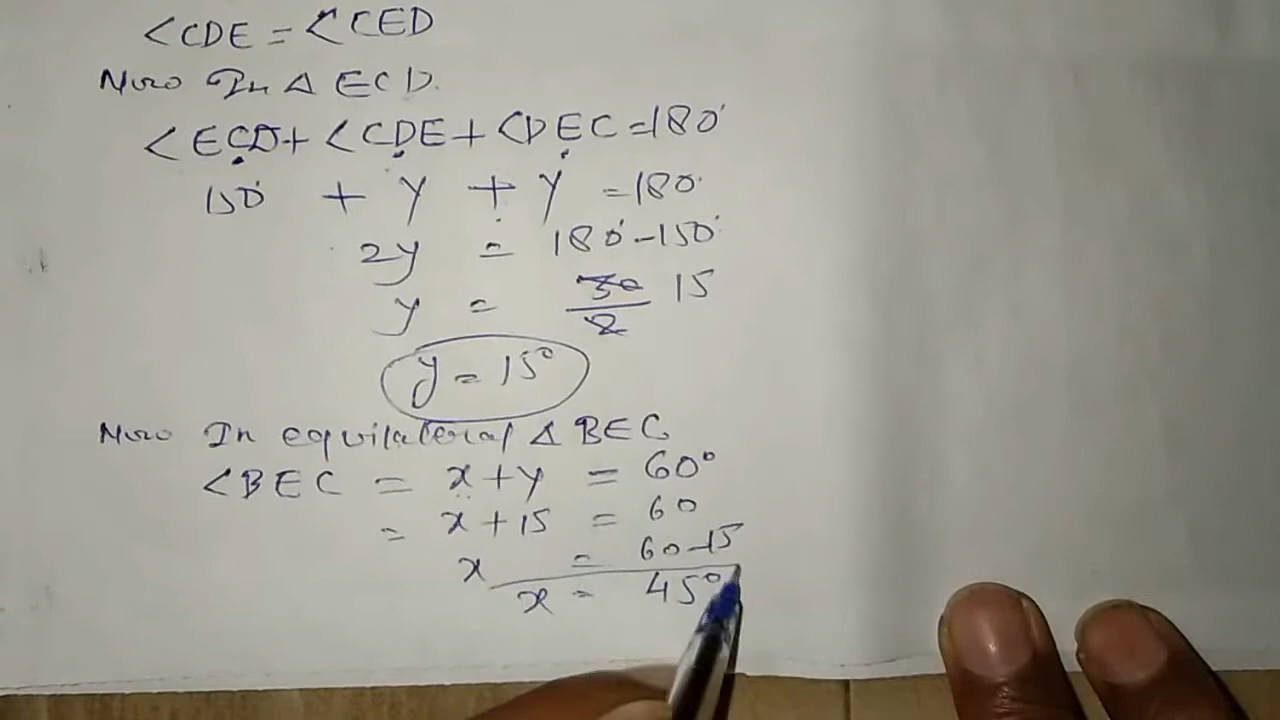 <CDE = <CED
Now In △ ECD.
<ECD + <CDE + <DEC = 180°
150° + y + y = 180°
2y = 180° - 150°
y = 30/2 15
y = 15°
Now In equilateral △ BEC
<BEC = x + y = 60°
= x + 15 = 60
x = 60 - 15
x = 45°